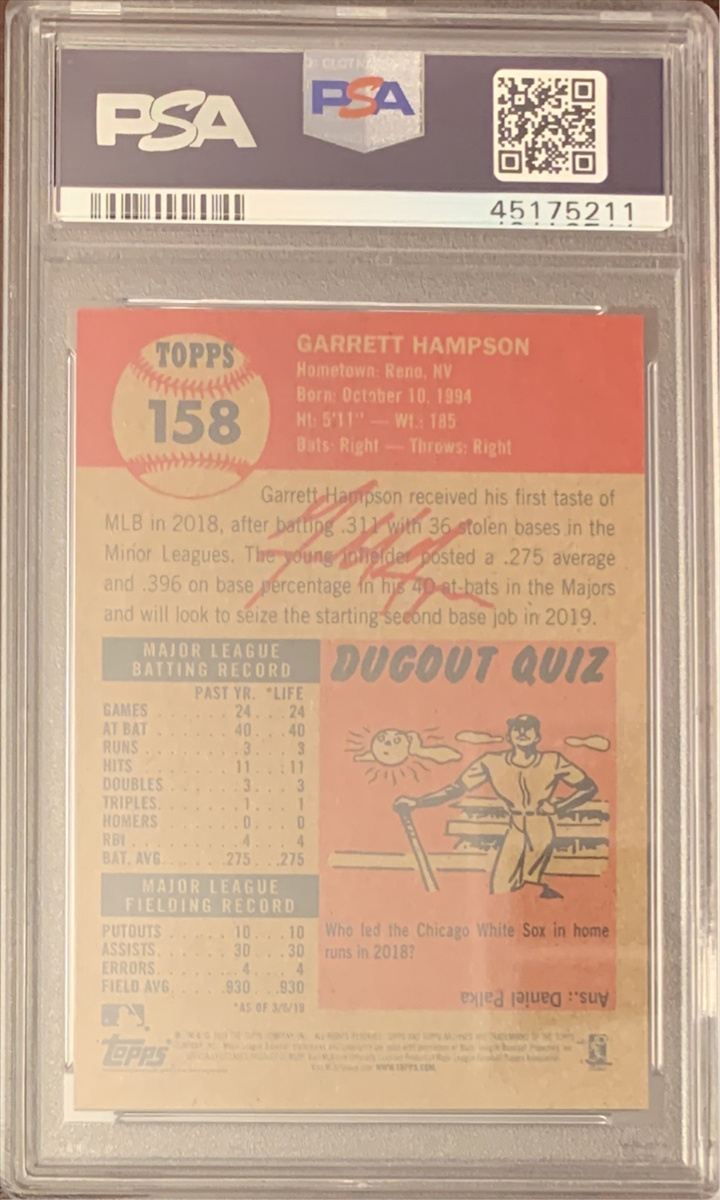 PSA
PSA
45175211
TOPPS
158
GARRETT HAMPSON
Hometown: Reno, NV
Born: October 10, 1994
Ht: 5'11" — Wt.: 185
Bats: Right — Throws: Right
Garrett Hampson received his first taste of
MLB in 2018, after batting .311 with 36 stolen bases in the
Minor Leagues. The young infielder posted a .275 average
and .396 on base percentage in his 40 at-bats in the Majors
and will look to seize the starting second base job in 2019.
MAJOR LEAGUE
BATTING RECORD
PAST YR. *LIFE
GAMES . . . . . . . 24 . . 24
AT BAT . . . . . . . 40 . . 40
RUNS . . . . . . . 3 . . 3
HITS . . . . . . . 11 . . 11
DOUBLES . . . . . . 3 . . 3
TRIPLES . . . . . . 1 . . 1
HOMERS . . . . . . 0 . . 0
RBI . . . . . . . 4 . . 4
BAT. AVG. . . . . . .275 . . .275
MAJOR LEAGUE
FIELDING RECORD
PUTOUTS . . . . . 10 . . 10
ASSISTS . . . . . . 30 . . 30
ERRORS . . . . . . 4 . . 4
FIELD AVG. . . . . .930 . . .930
*AS OF 3/6/19
DUGOUT QUIZ
Who led the Chicago White Sox in home
runs in 2018?
Ans.: Daniel Palka
TOPPS
WWW.TOPPS.COM